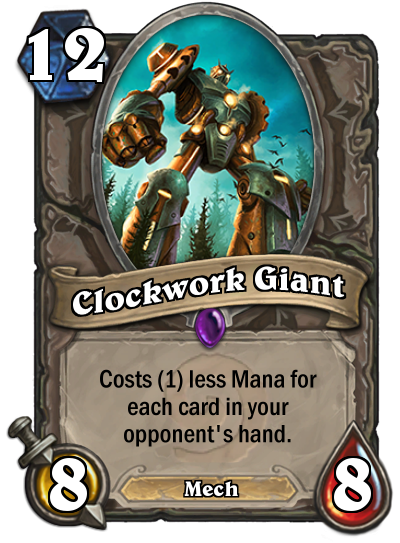 12
Clockwork Giant
Costs (1) less Mana for
each card in your
opponent's hand.
8
Mech
8